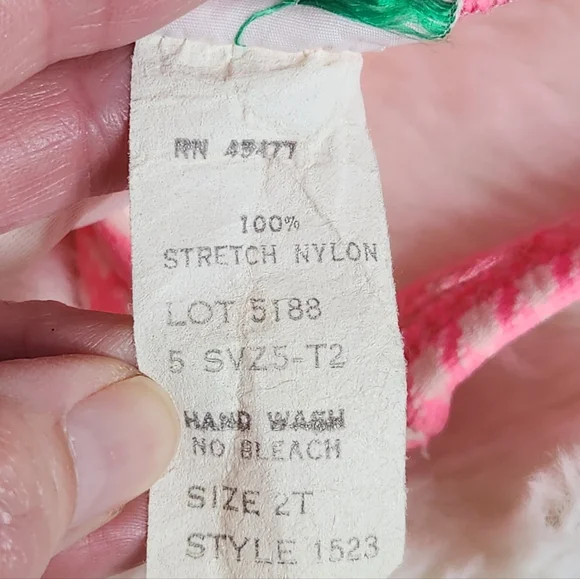 RN 45477
100%
STRETCH NYLON
LOT 5188
5 SVZ5-T2
HAND WASH
NO BLEACH
SIZE 2T
STYLE 1523